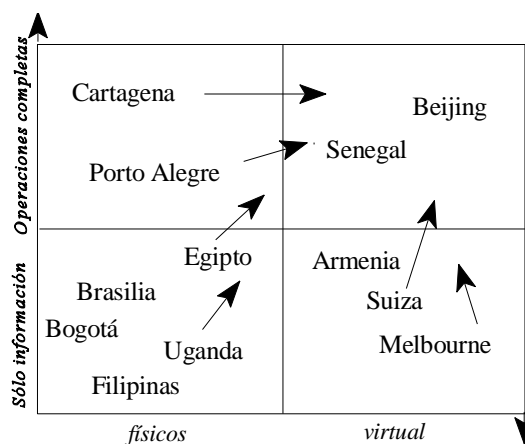 Operaciones completas
Sólo información
Cartagena
Beijing
Senegal
Porto Alegre
Egipto
Armenia
Brasilia
Suiza
Bogotá
Uganda
Melbourne
Filipinas
físicos
virtual